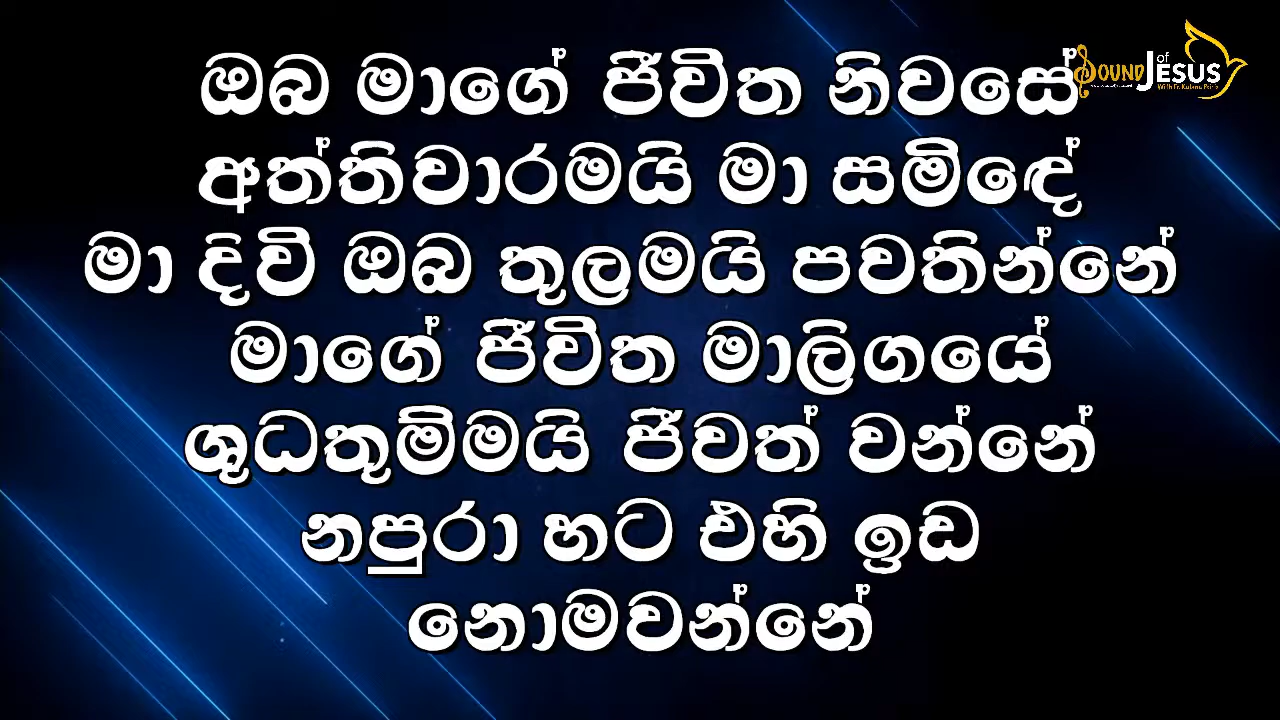 ඔබ මාගේ ජීවිත නිවසේ
අත්තිවාරමයි මා සමිඳේ
මා දිවි ඔබ තුලමයි පවතින්නේ
මාගේ ජීවිත මාලිගයේ
ශුධතුම්මයි ජීවත් වන්නේ
නපුරා හට එහි ඉඩ
නොමවන්නේ
SOUND of JESUS